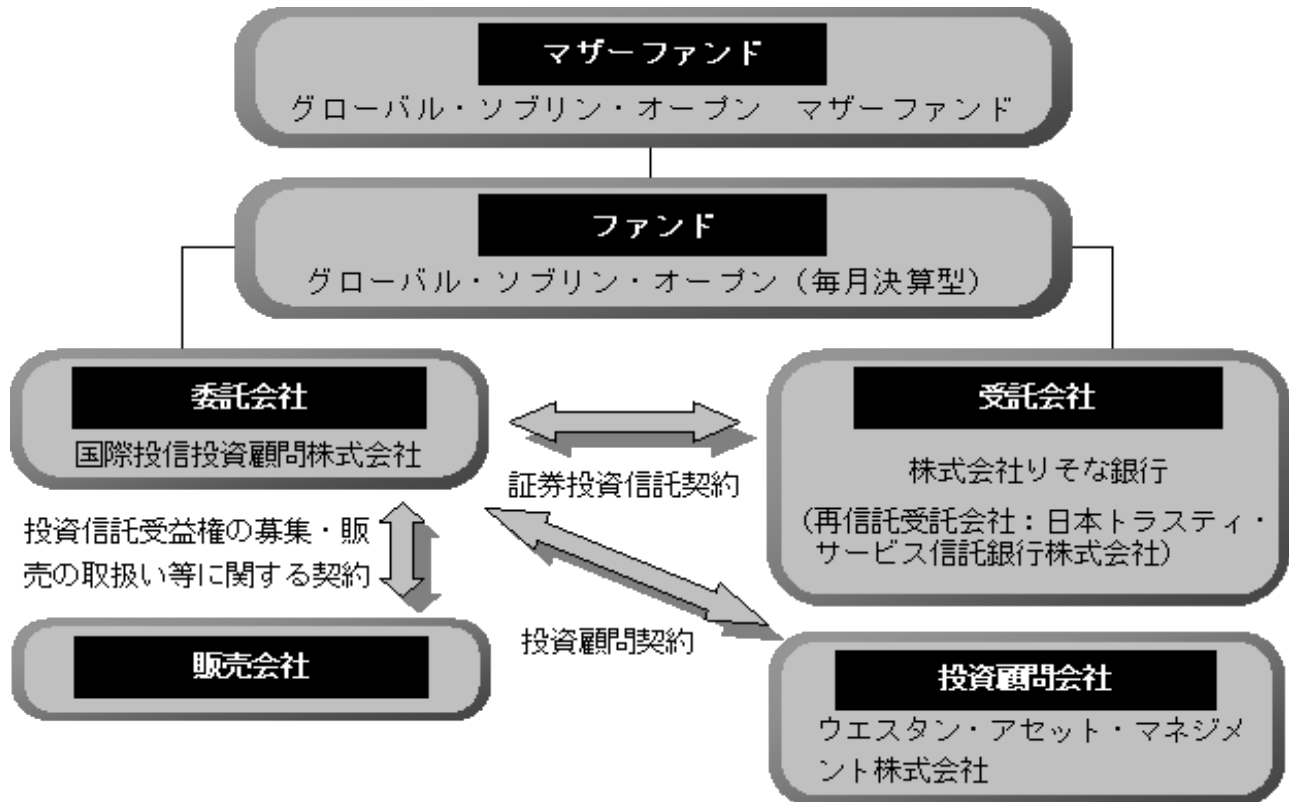 マザーファンド
グローバル・ソブリン・オープン　マザーファンド
ファンド
グローバル・ソブリン・オープン（毎月決算型）
委託会社
国際投信投資顧問株式会社
証券投資信託契約
受託会社
株式会社りそな銀行
（再信託受託会社：日本トラスティ・
サービス信託銀行株式会社）
投資信託受益権の募集・販
売の取扱い等に関する契約
投資顧問契約
販売会社
投資顧問会社
ウエスタン・アセット・マネジメ
ント株式会社